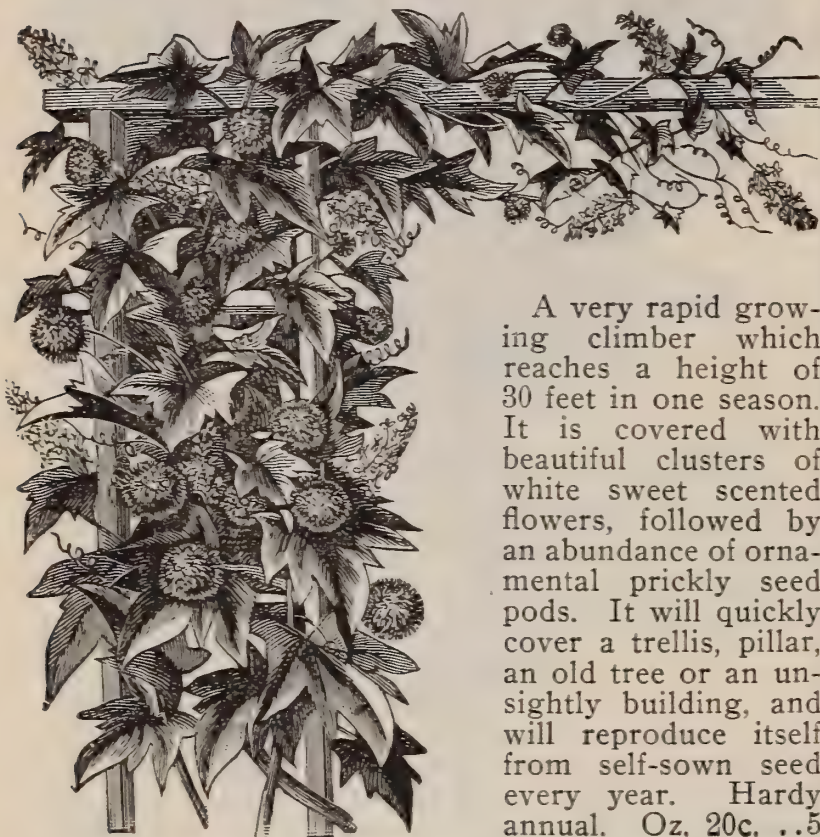 A very rapid grow-
ing climber which
reaches a height of
30 feet in one season.
It is covered with
beautiful clusters of
white sweet scented
flowers, followed by
an abundance of orna-
mental prickly seed
pods. It will quickly
cover a trellis, pillar,
an old tree or an un-
sightly building, and
will reproduce itself
from self-sown seed
every year. Hardy
annual. Oz. 20c. ..5